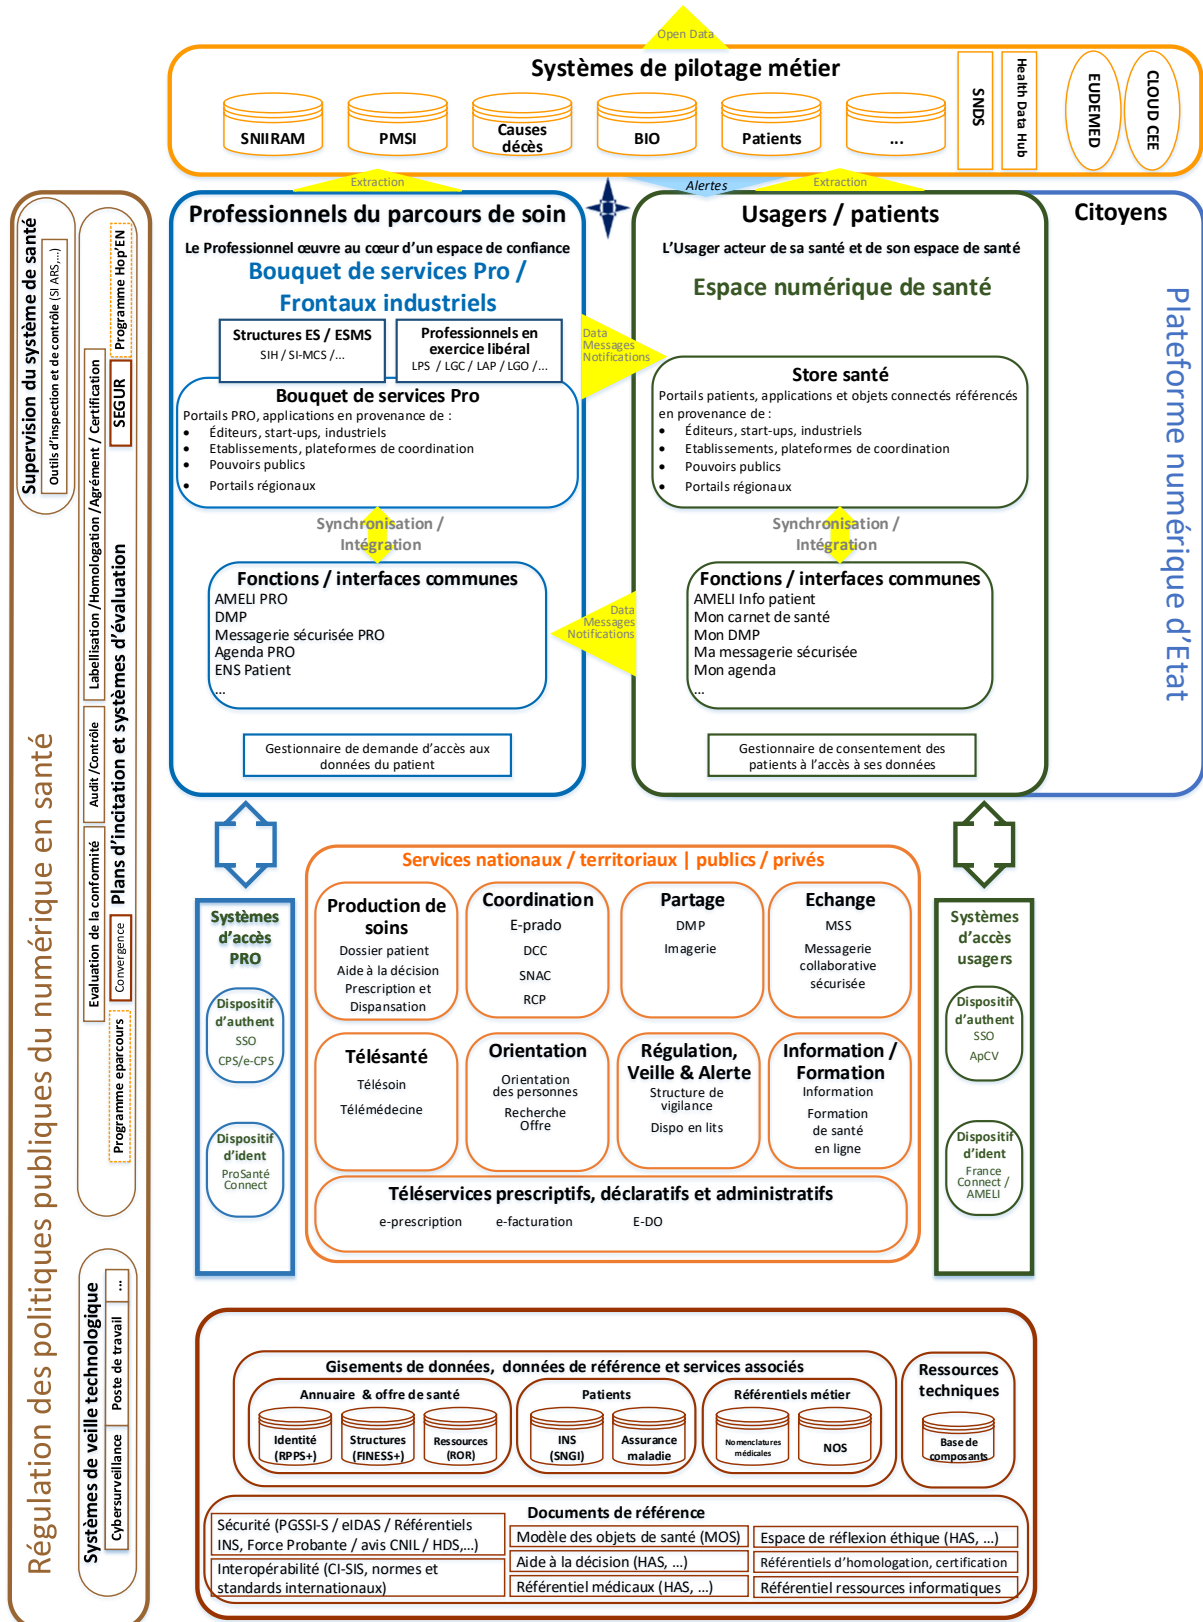 Open Data
Systèmes de pilotage métier
SNIIRAM
PMSI
Causes
décès
BIO
Patients
...
SNDS
Health Data Hub
EUDEMED
CLOUD CEE
Extraction
Alertes
Extraction
Régulation des politiques publiques du numérique en santé
Supervision du système de santé
Outils d'inspection et de contrôle (SI ARS,...)
Plans d'incitation et systèmes d'évaluation
Evaluation de la conformité
Audit /Contrôle
Labellisation /Homologation /Agrément / Certification
Programme eparcours
Convergence
SEGUR
Programme Hop'EN
Systèmes de veille technologique
Cybersurveillance
Poste de travail
...
Professionnels du parcours de soin
Le Professionnel œuvre au cœur d'un espace de confiance
Bouquet de services Pro /
Frontaux industriels
Structures ES / ESMS
SIH / SI-MCS /...
Professionnels en
exercice libéral
LPS / LGC / LAP / LGO /...
Bouquet de services Pro
Portails PRO, applications en provenance de :
• Éditeurs, start-ups, industriels
• Etablissements, plateformes de coordination
• Pouvoirs publics
• Portails régionaux
Synchronisation /
Intégration
Fonctions / interfaces communes
AMELI PRO
DMP
Messagerie sécurisée PRO
Agenda PRO
ENS Patient
...
Gestionnaire de demande d'accès aux
données du patient
Data
Messages
Notifications
Data
Messages
Notifications
Usagers / patients
L'Usager acteur de sa santé et de son espace de santé
Espace numérique de santé
Store santé
Portails patients, applications et objets connectés référencés
en provenance de :
• Éditeurs, start-ups, industriels
• Etablissements, plateformes de coordination
• Pouvoirs publics
• Portails régionaux
Synchronisation /
Intégration
Fonctions / interfaces communes
AMELI Info patient
Mon carnet de santé
Mon DMP
Ma messagerie sécurisée
Mon agenda
...
Gestionnaire de consentement des
patients à l'accès à ses données
Citoyens
Plateforme numérique d'Etat
Systèmes
d'accès
PRO
Dispositif
d'authent
SSO
CPS/e-CPS
Dispositif
d'ident
ProSanté
Connect
Services nationaux / territoriaux | publics / privés
Production de
soins
Dossier patient
Aide à la décision
Prescription et
Dispansation
Coordination
E-prado
DCC
SNAC
RCP
Partage
DMP
Imagerie
Echange
MSS
Messagerie
collaborative
sécurisée
Télésanté
Télésoin
Télémédecine
Orientation
Orientation
des personnes
Recherche
Offre
Régulation,
Veille & Alerte
Structure de
vigilance
Dispo en lits
Information /
Formation
Information
Formation
de santé
en ligne
Téléservices prescriptifs, déclaratifs et administratifs
e-prescription
e-facturation
E-DO
Systèmes
d'accès
usagers
Dispositif
d'authent
SSO
ApCV
Dispositif
d'ident
France
Connect /
AMELI
Gisements de données, données de référence et services associés
Annuaire & offre de santé
Identité
(RPPS+)
Structures
(FINESS+)
Ressources
(ROR)
Patients
INS
(SNGI)
Assurance
maladie
Référentiels métier
Nomenclatures
médicales
NOS
Ressources
techniques
Base de
composants
Documents de référence
Sécurité (PGSSI-S / eIDAS / Référentiels
INS, Force Probante / avis CNIL / HDS,...)
Interopérabilité (CI-SIS, normes et
standards internationaux)
Modèle des objets de santé (MOS)
Aide à la décision (HAS, ...)
Référentiel médicaux (HAS, ...)
Espace de réflexion éthique (HAS, ...)
Référentiels d'homologation, certification
Référentiel ressources informatiques